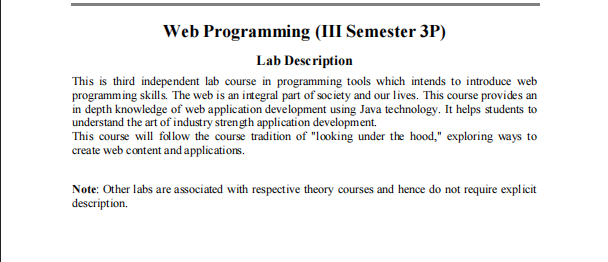 Web Programming (III Semester 3P)
Lab Description
This is third independent lab course in programming tools which intends to introduce web
programming skills. The web is an integral part of society and our lives. This course provides an
in depth knowledge of web application development using Java technology. It helps students to
understand the art of industry strength application development.
This course will follow the course tradition of "looking under the hood," exploring ways to
create web content and applications.
Note: Other labs are associated with respective theory courses and hence do not require explicit
description.